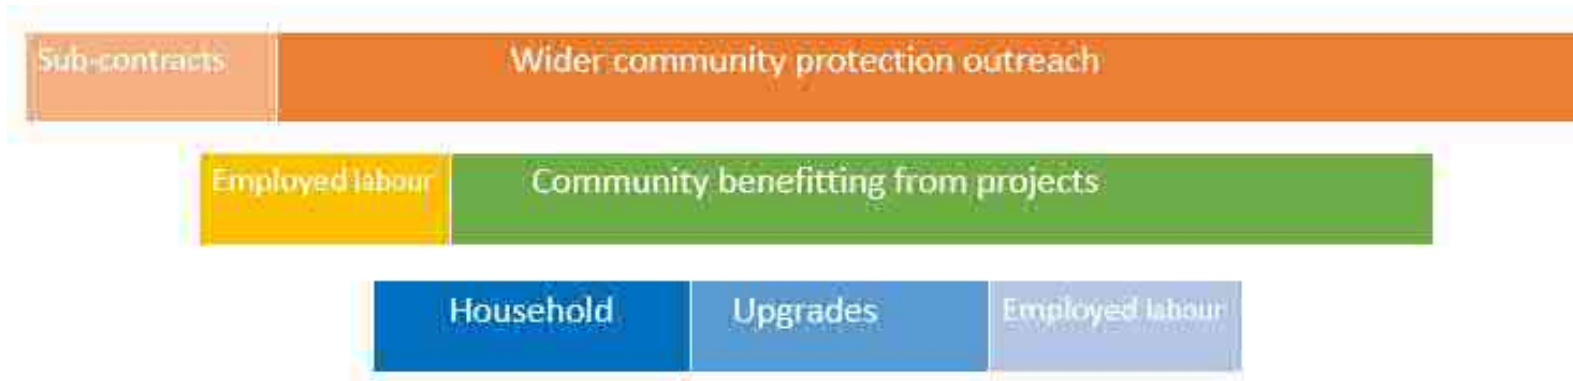 Sub-contracts
Wider community protection outreach
Employed labour
Community benefitting from projects
Household
Upgrades
Employed labour